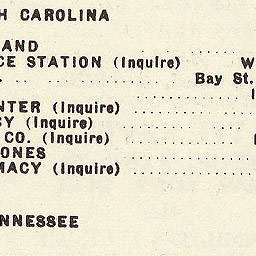 H CAROLINA
AND
CE STATION (Inquire) W
Bay St.
NTER (Inquire)
CY (Inquire)
CO. (Inquire)
ONES
MACY (Inquire)
NNESSEE